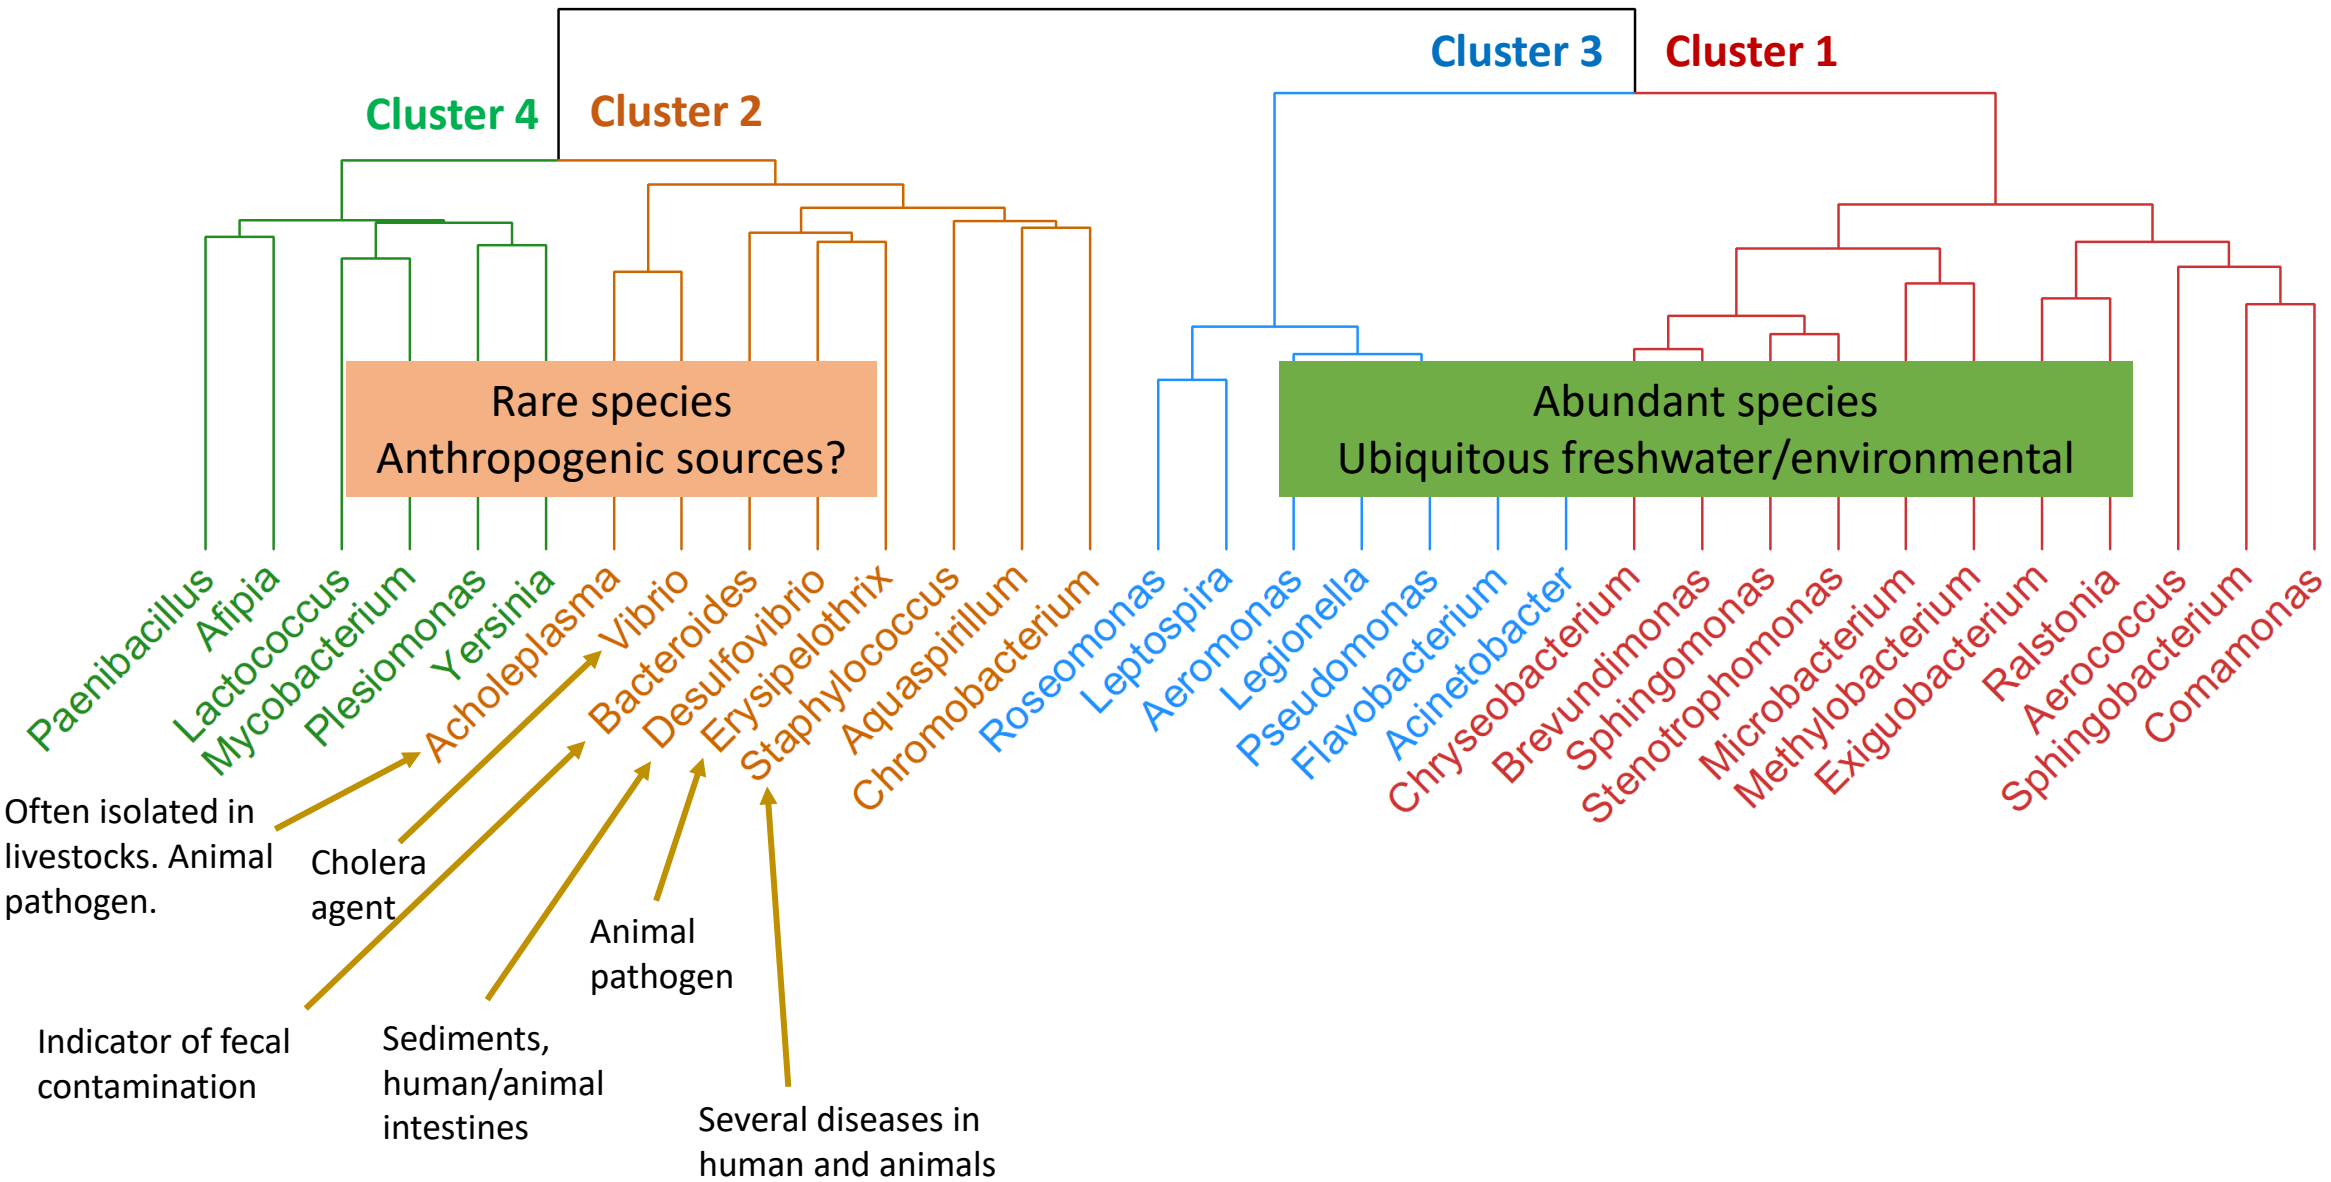 Cluster 3
Cluster 1
Cluster 4
Cluster 2
Rare species
Anthropogenic sources?
Abundant species
Ubiquitous freshwater/environmental
Paenibacillus
Afipia
Lactococcus
Mycobacterium
Plesiomonas
Yersinia
Acholeplasma
Vibrio
Bacteroides
Desulfovibrio
Erysipelothrix
Staphylococcus
Aquaspirillum
Chromobacterium
Roseomonas
Leptospira
Aeromonas
Legionella
Pseudomonas
Flavobacterium
Acinetobacter
Chryseobacterium
Brevundimonas
Sphingomonas
Stenotrophomonas
Microbacterium
Methylobacterium
Exiguobacterium
Ralstonia
Aerococcus
Sphingobacterium
Comamonas
Often isolated in
livestocks. Animal
pathogen.
Cholera
agent
Animal
pathogen
Indicator of fecal
contamination
Sediments,
human/animal
intestines
Several diseases in
human and animals